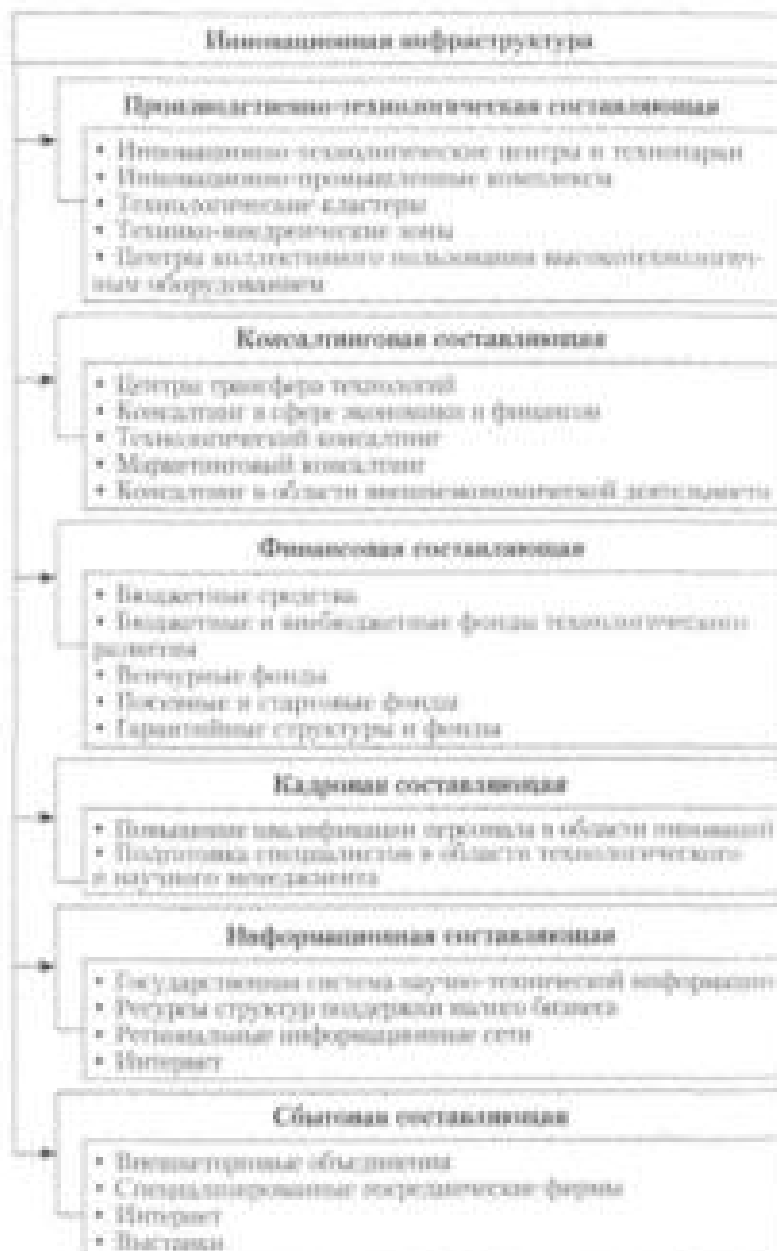 Инновационная инфраструктура
Производственно-технологическая составляющая
• Инновационно-технологические центры и технопарки
• Инновационно-промышленные комплексы
• Технологические кластеры
• Технико-внедренческие зоны
• Центры коллективного пользования высокотехнологич-
ным оборудованием
Консалтинговая составляющая
• Центры трансфера технологий
• Консалтинг в сфере экономики и финансов
• Технологический консалтинг
• Маркетинговый консалтинг
• Консалтинг в области внешнеэкономической деятельности
Финансовая составляющая
• Бюджетные средства
• Бюджетные и внебюджетные фонды технологического
развития
• Венчурные фонды
• Посевные и стартовые фонды
• Гарантийные структуры и фонды
Кадровая составляющая
• Повышение квалификации персонала в области инноваций
• Подготовка специалистов в области технологического
и научного менеджмента
Информационная составляющая
• Государственная система научно-технической информации
• Ресурсы структур поддержки малого бизнеса
• Региональные информационные сети
• Интернет
Сбытовая составляющая
• Внешнеторговые объединения
• Специализированные посреднические фирмы
• Интернет
• Выставки